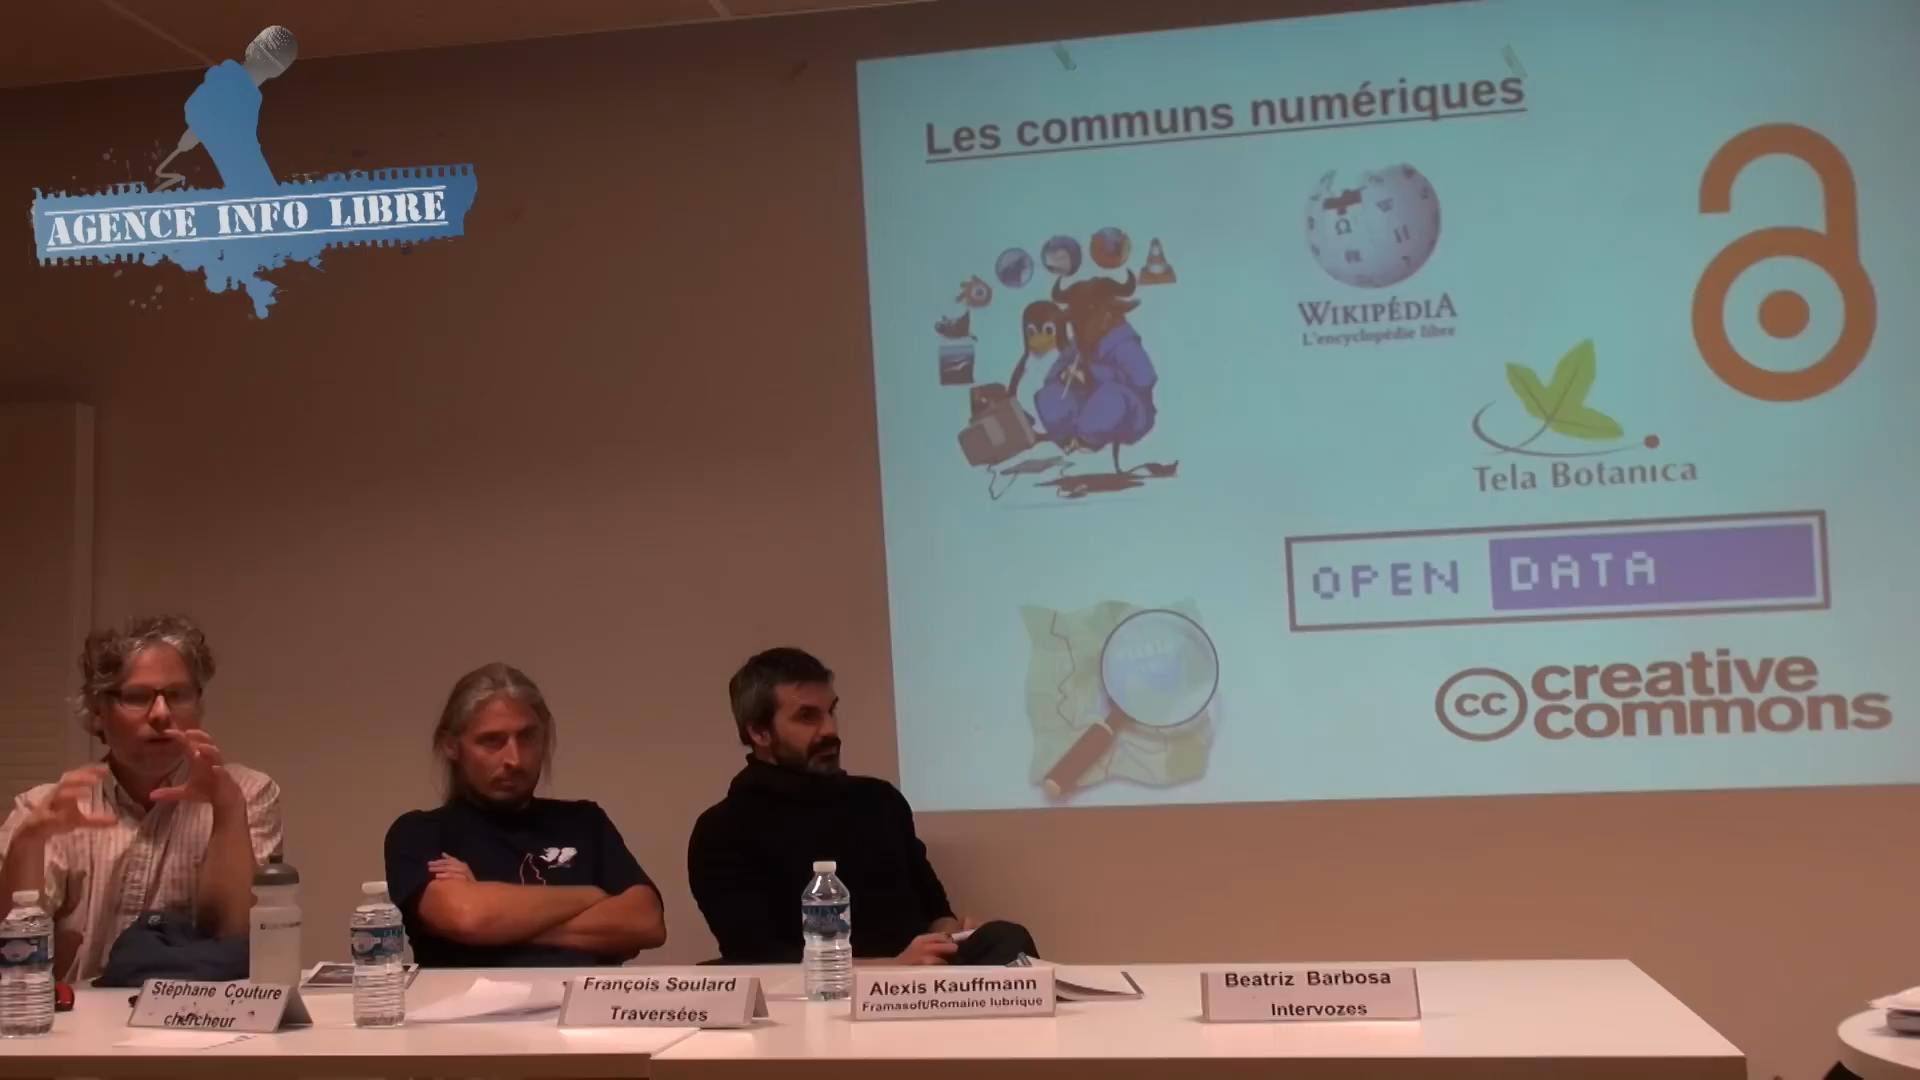 AGENCE INFO LIBRE
Les communs numériques
WIKIPÉDIA
L'encyclopédie libre
Tela Botanica
OPEN DATA
cc creative
commons
Stéphane Couture
chercheur
François Soulard
Traversées
Alexis Kauffmann
Framasoft/Romaine lubrique
Beatriz Barbosa
Intervozes